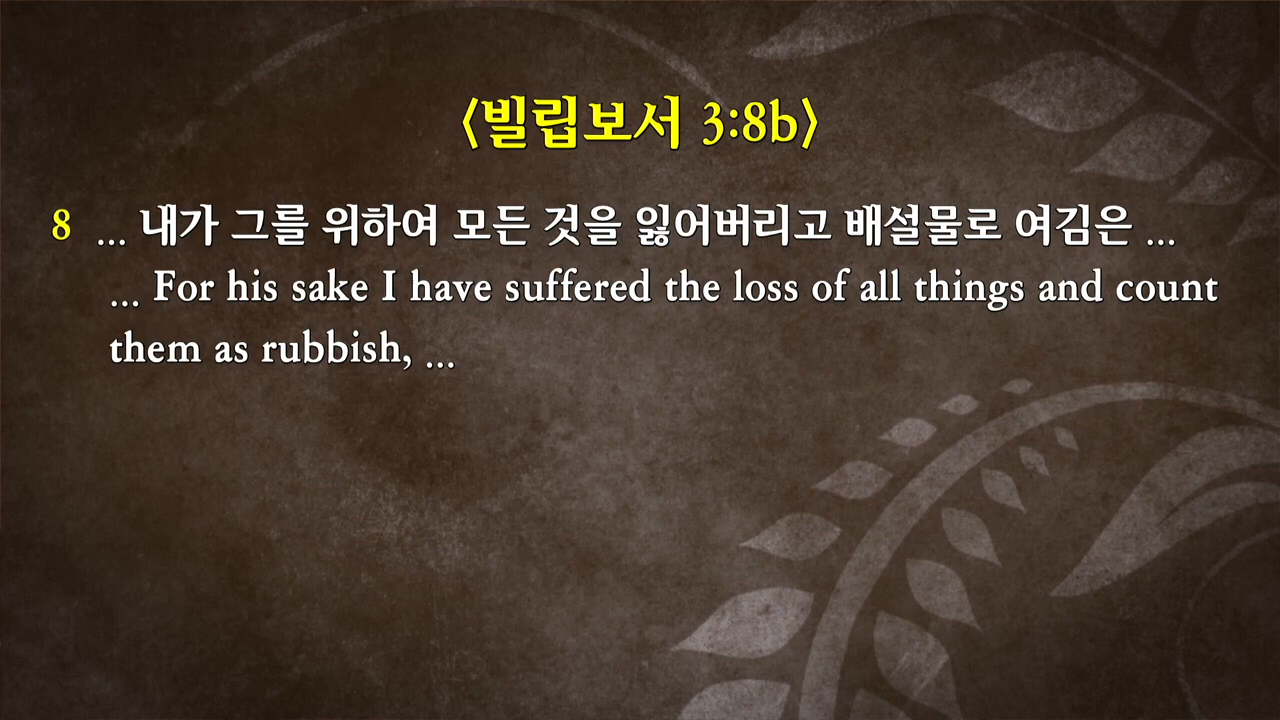 <빌립보서 3:8b>
8 ... 내가 그를 위하여 모든 것을 잃어버리고 배설물로 여김은 ...
... For his sake I have suffered the loss of all things and count
them as rubbish, ...